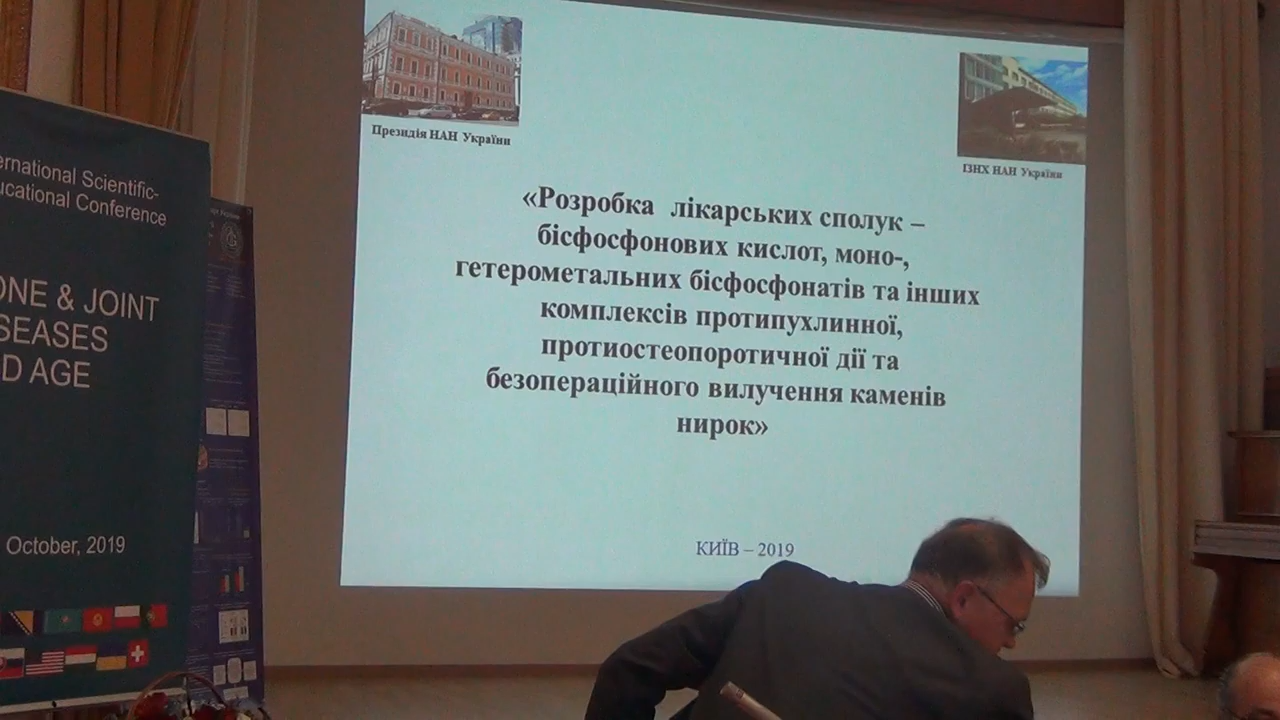 ernational Scientific-
ucational Conference
ONE & JOINT
SEASES
D AGE
October, 2019
Президія НАН України
ІЗНХ НАН України
«Розробка лікарських сполук –
бісфосфонових кислот, моно-,
гетерометальних бісфосфонатів та інших
комплексів протипухлинної,
протиостеопоротичної дії та
безопераційного вилучення каменів
нирок»
КИЇВ – 2019